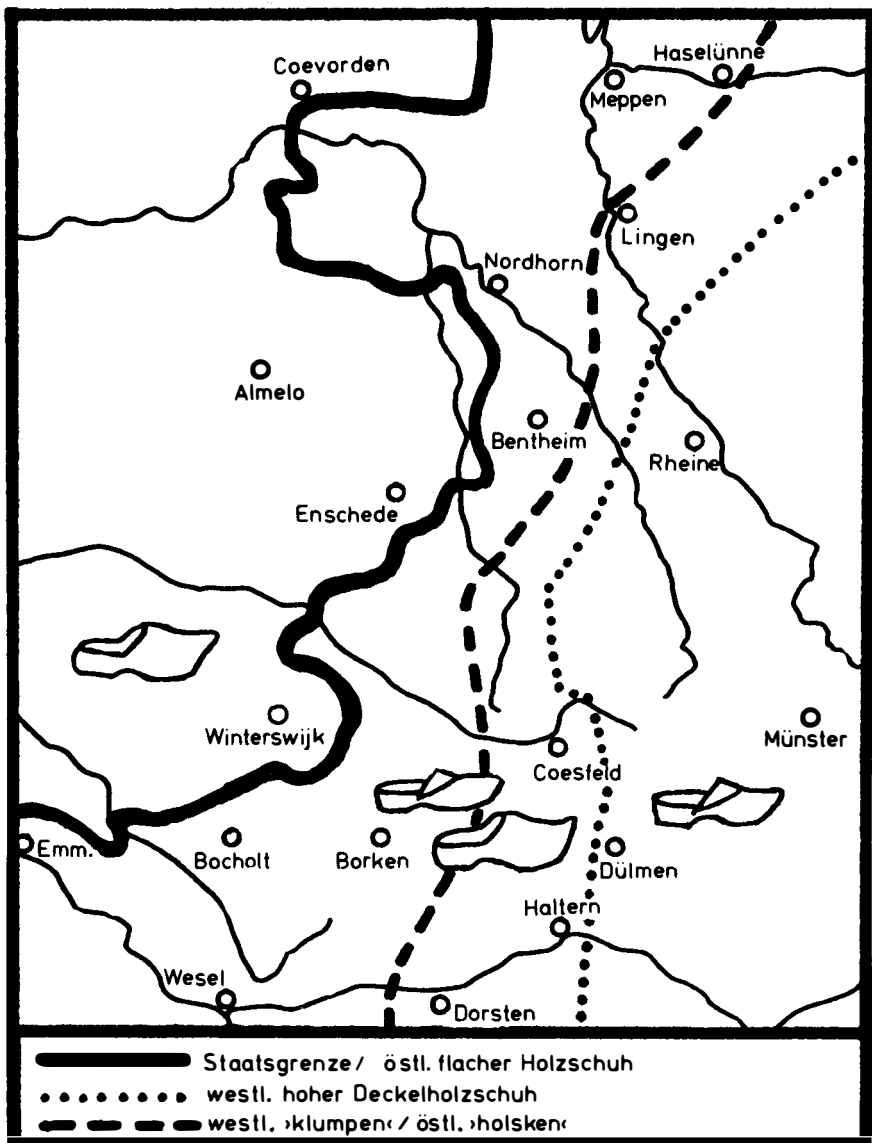 Haselünne
Coevorden
Meppen
Lingen
Nordhorn
Almelo
Bentheim
Rheine
Enschede
Winterswijk
Münster
Coesfeld
Emm.
Bocholt
Borken
Dülmen
Haltern
Wesel
Dorsten
Staatsgrenze/ östl. flacher Holzschuh
westl. hoher Deckelholzschuh
westl. ›klumpen‹ / östl. ›holsken‹